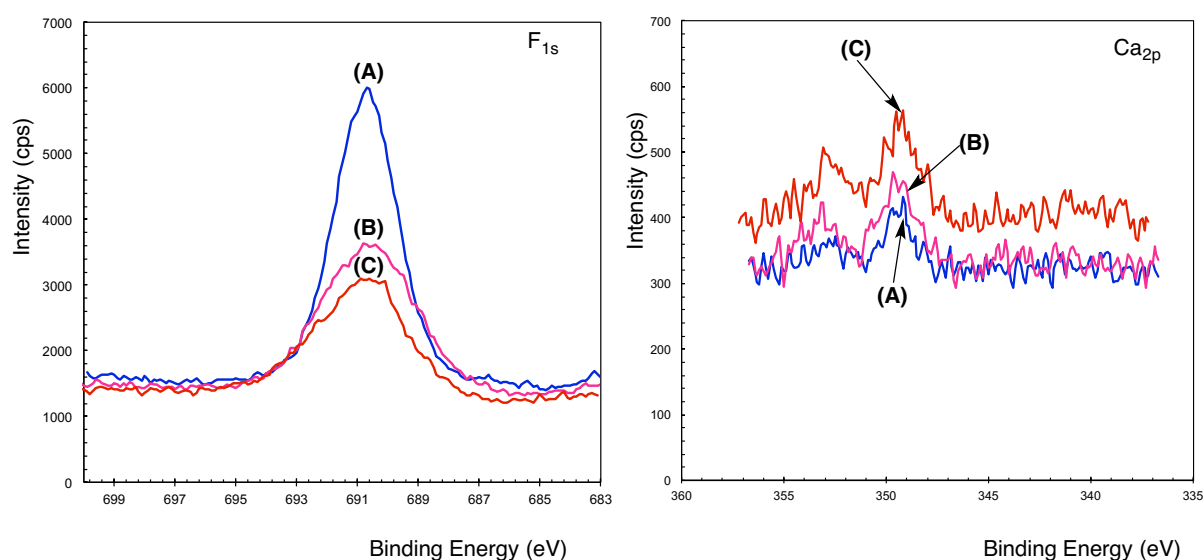 F1s
Intensity (cps)
7000
6000
5000
4000
3000
2000
1000
0
(A)
(B)
(C)
699 697 695 693 691 689 687 685 683
Binding Energy (eV)
Ca2p
Intensity (cps)
700
600
500
400
300
200
100
0
(C)
(B)
(A)
360 355 350 345 340 335
Binding Energy (eV)